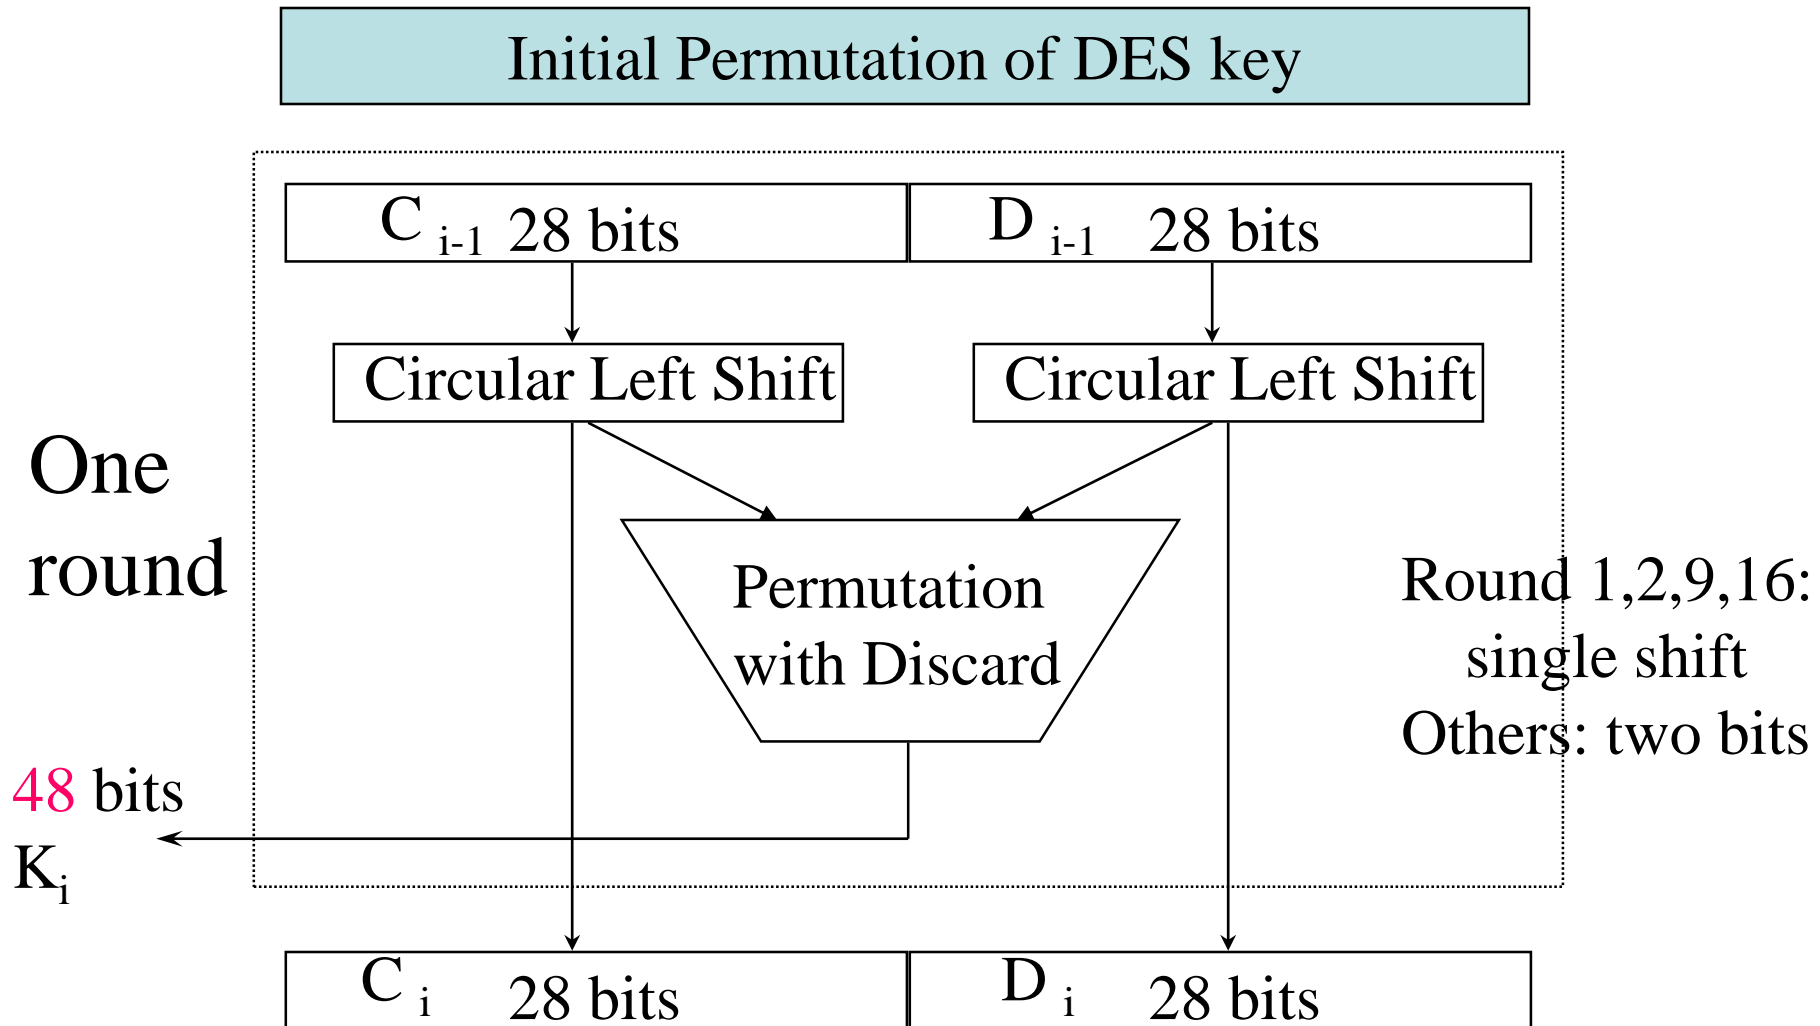 Initial Permutation of DES key
C i-1 28 bits
D i-1 28 bits
Circular Left Shift
Circular Left Shift
One
round
Permutation
with Discard
Round 1,2,9,16:
single shift
Others: two bits
48 bits
Ki
C i 28 bits
D i 28 bits